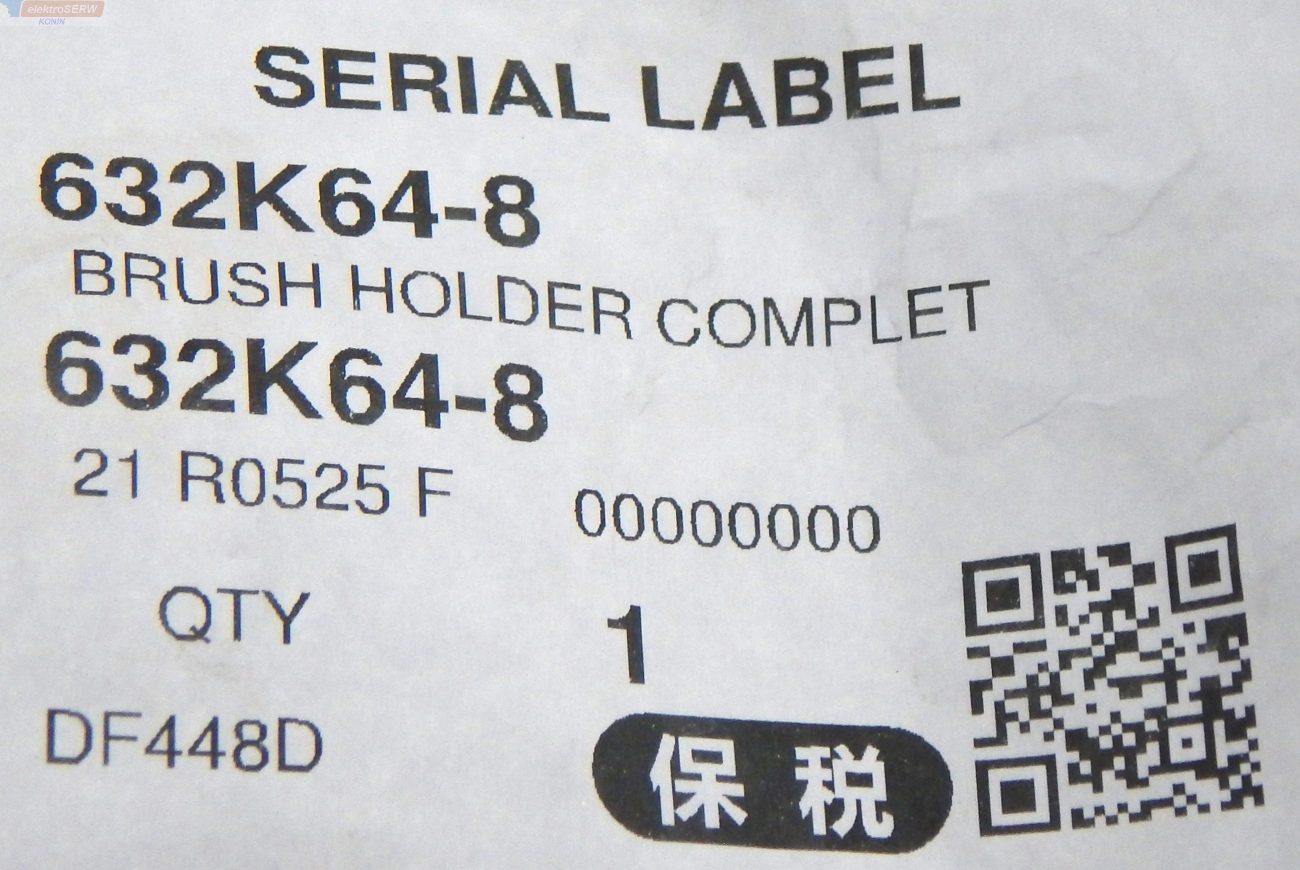 elektroSERW
KONIN
SERIAL LABEL
632K64-8
BRUSH HOLDER COMPLET
632K64-8
21 R0525 F 00000000
QTY 1
DF448D 保税